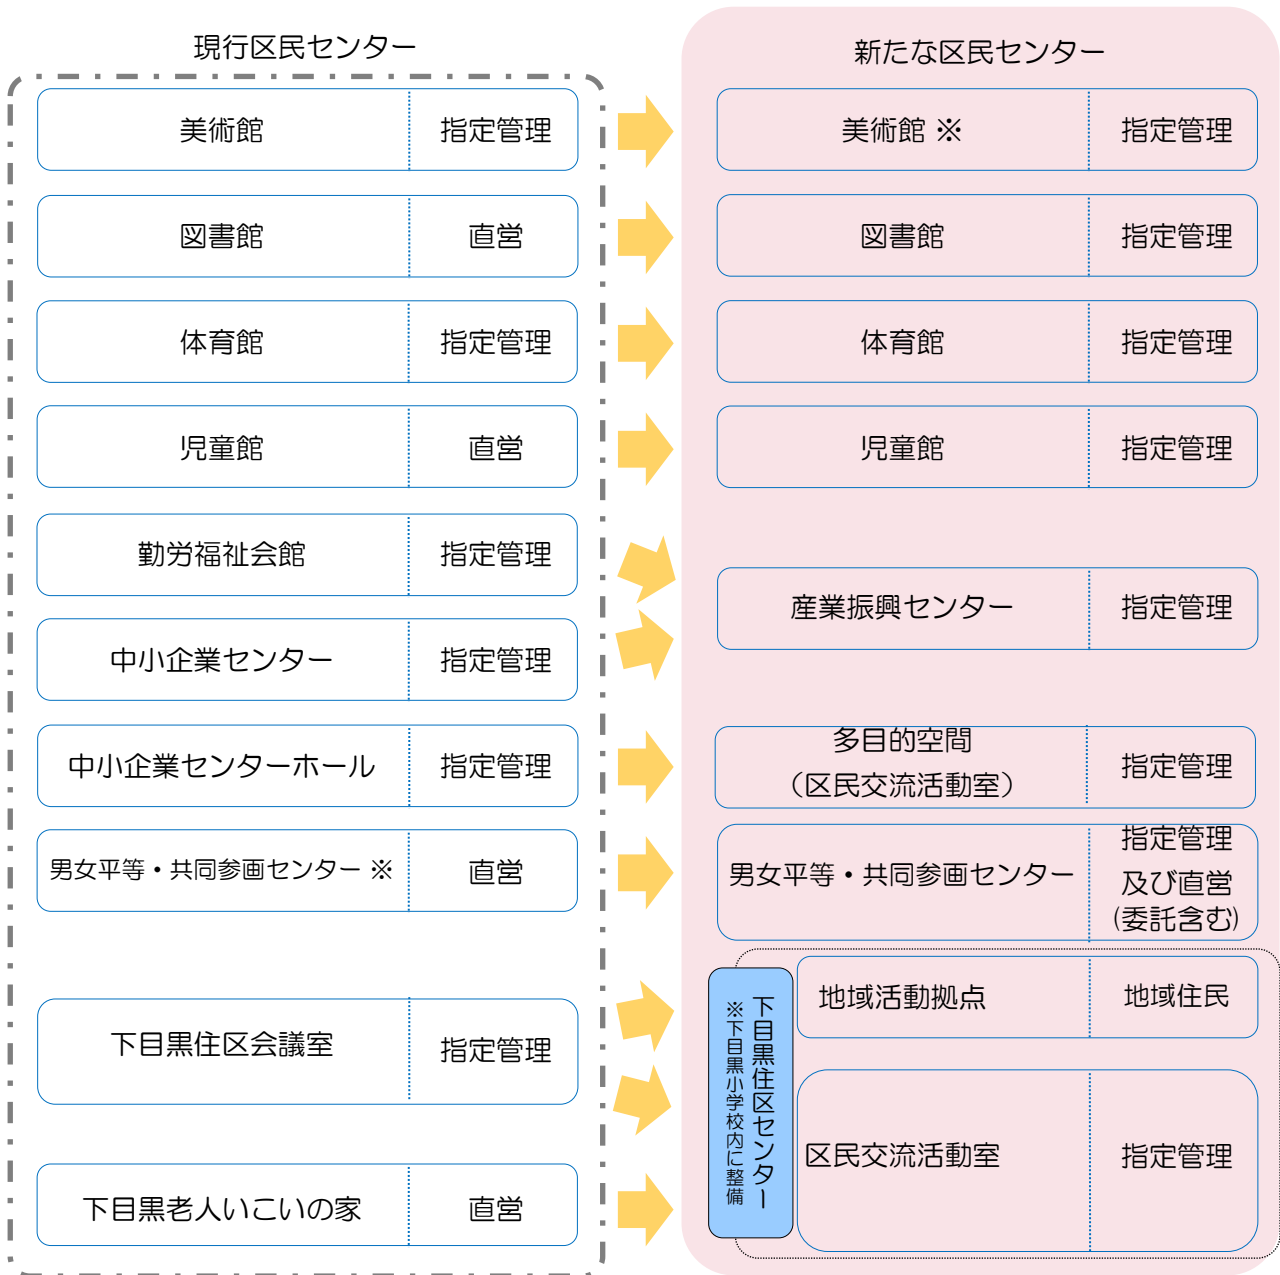 現行区民センター
美術館 指定管理
図書館 直営
体育館 指定管理
児童館 直営
勤労福祉会館 指定管理
中小企業センター 指定管理
中小企業センターホール 指定管理
男女平等・共同参画センター ※ 直営
下目黒住区会議室 指定管理
下目黒老人いこいの家 直営
新たな区民センター
美術館 ※ 指定管理
図書館 指定管理
体育館 指定管理
児童館 指定管理
産業振興センター 指定管理
多目的空間
（区民交流活動室） 指定管理
男女平等・共同参画センター
指定管理
及び直営
(委託含む)
下目黒住区センター
※下目黒小学校内に整備
地域活動拠点 地域住民
区民交流活動室 指定管理